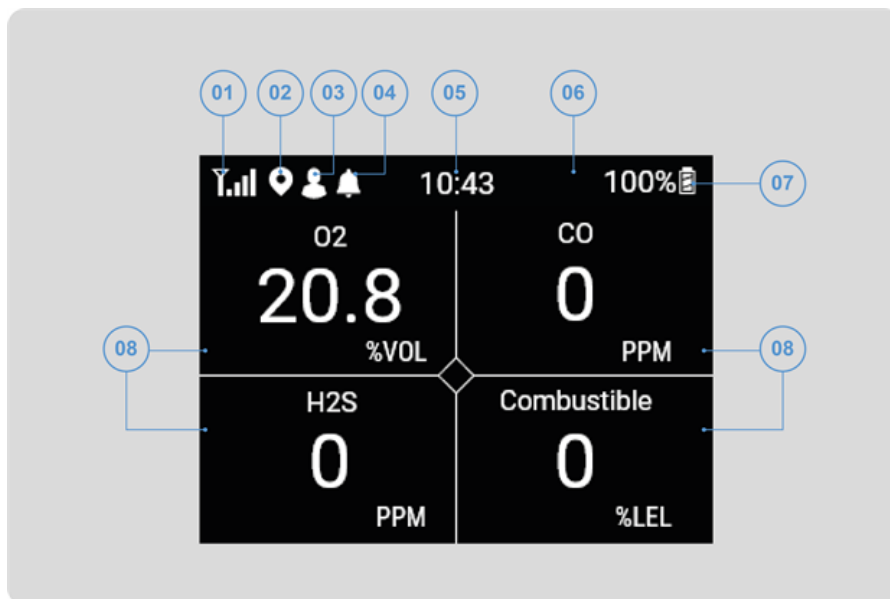 01 02 03 04 05 06
10:43 100%
07
O2 CO
20.8 0
08 %VOL PPM 08
H2S Combustible
0 0
PPM %LEL